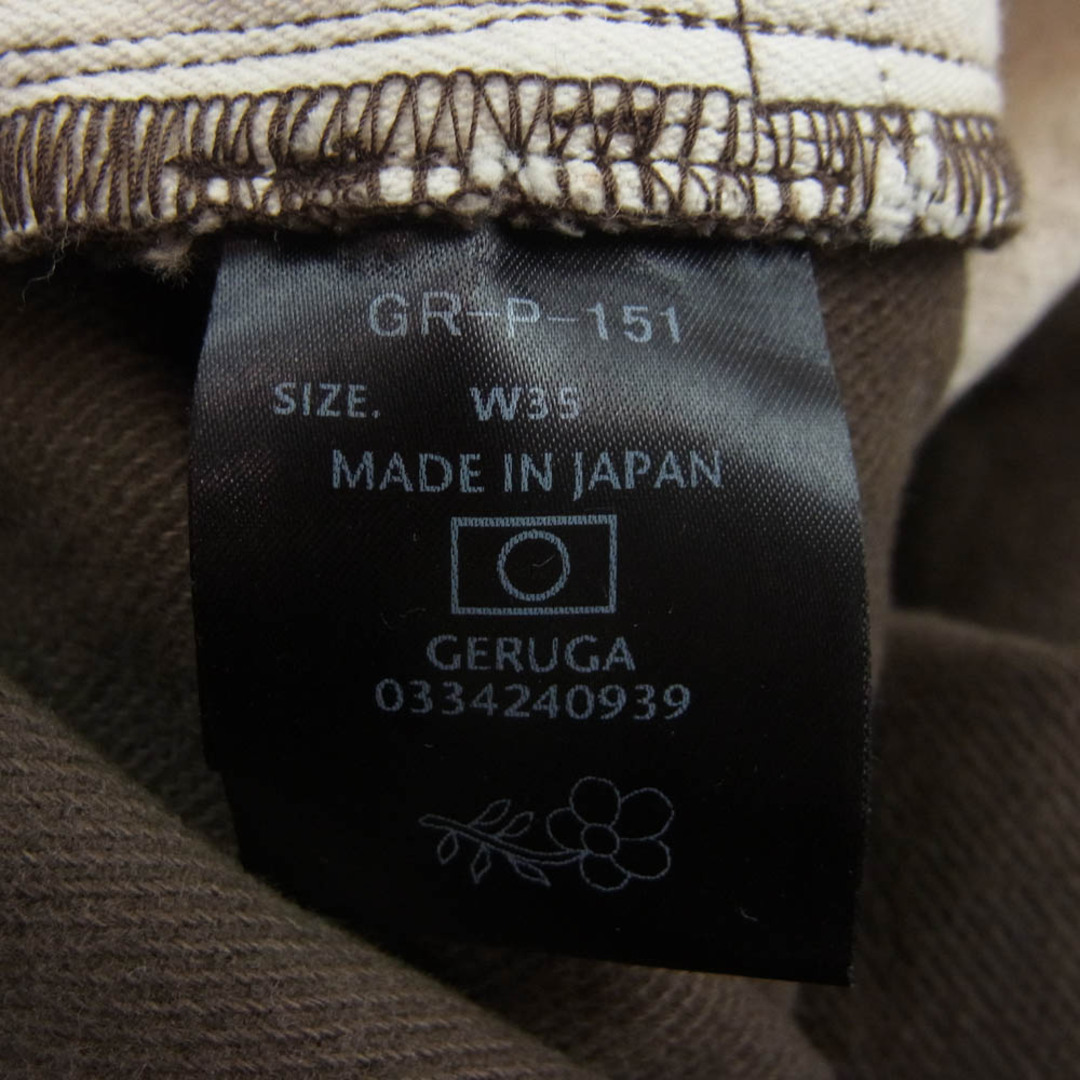 GR-P-151
SIZE. W35
MADE IN JAPAN
GERUGA
0334240939